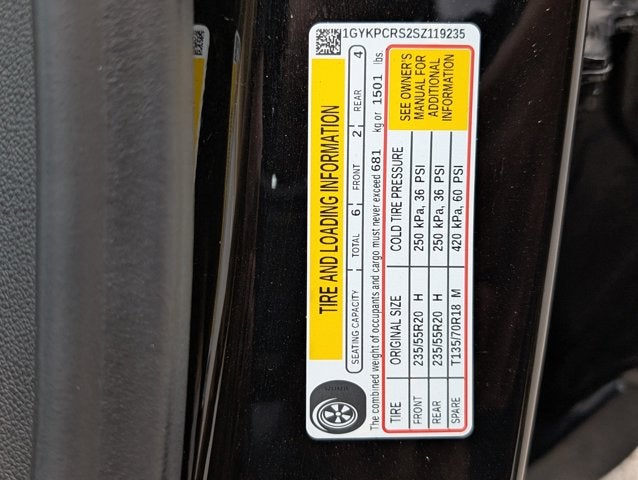 1GYKPCRS2SZ119235
TIRE AND LOADING INFORMATION
SEATING CAPACITY TOTAL 6 FRONT 2 REAR 4
The combined weight of occupants and cargo must never exceed 681 kg or 1501 lbs.
TIRE ORIGINAL SIZE COLD TIRE PRESSURE
FRONT 235/55R20 H 250 kPa, 36 PSI
REAR 235/55R20 H 250 kPa, 36 PSI
SPARE T135/70R18 M 420 kPa, 60 PSI
SEE OWNER'S
MANUAL FOR
ADDITIONAL
INFORMATION